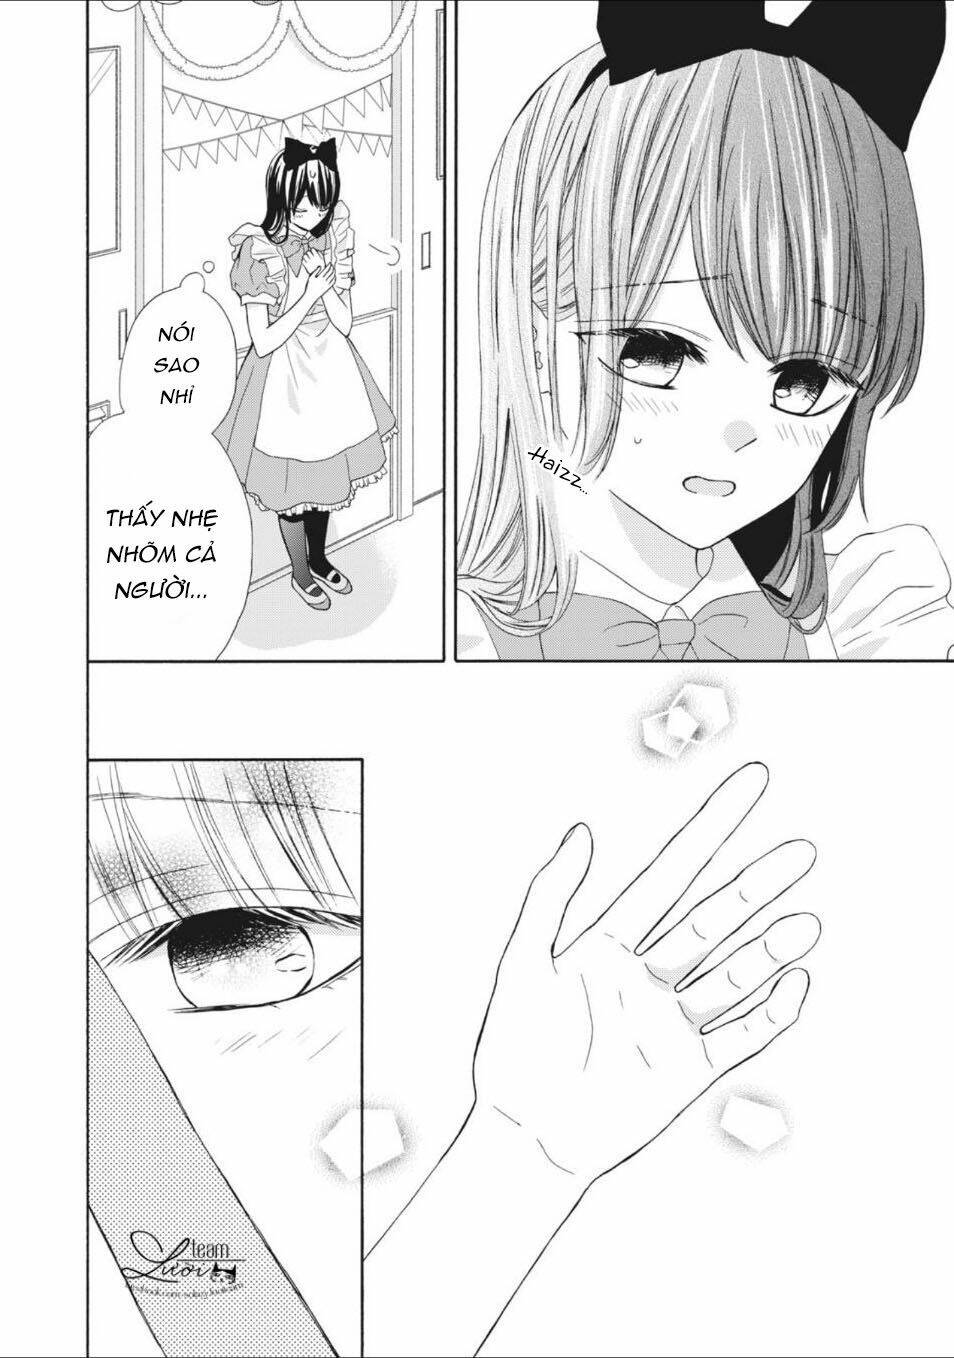 Haizz...
NÓI
SAO
NHỈ
THẤY NHẸ
NHÕM CẢ
NGƯỜI...
team
Lười